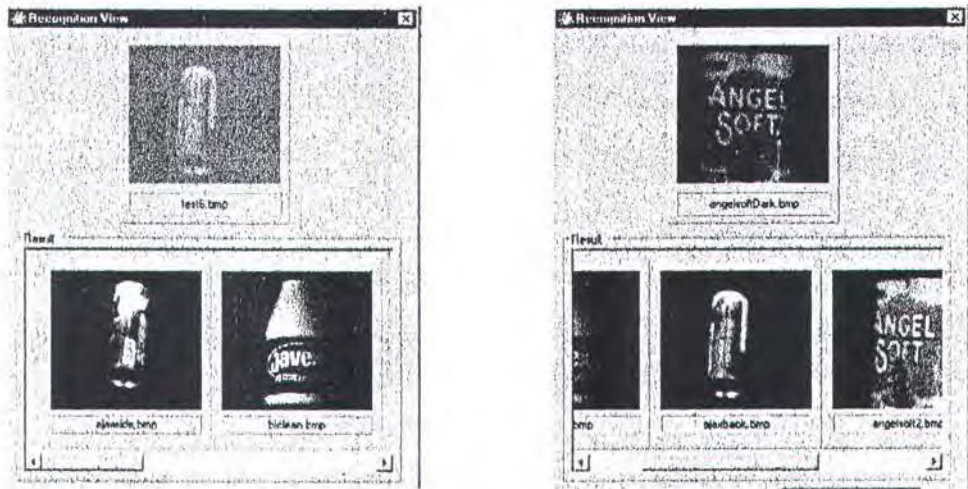 Recognition View
test6.bmp
Result
ajaxside.bmp
biclean.bmp
Recognition View
ANGEL
SOFT
angelsoftDark.bmp
Result
bmp
ajaxback.bmp
ANGEL
SOFT
angelsoft2.bmp